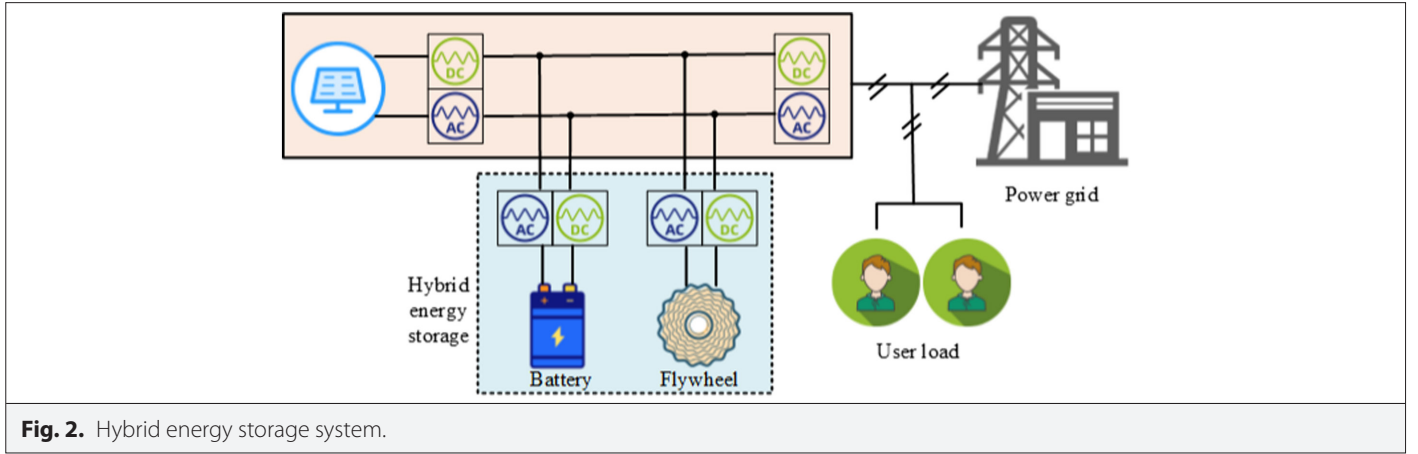 DC
DC
AC
AC
Power grid
AC
DC
AC
DC
Hybrid
energy
storage
+
-
User load
Battery
Flywheel
Fig. 2. Hybrid energy storage system.